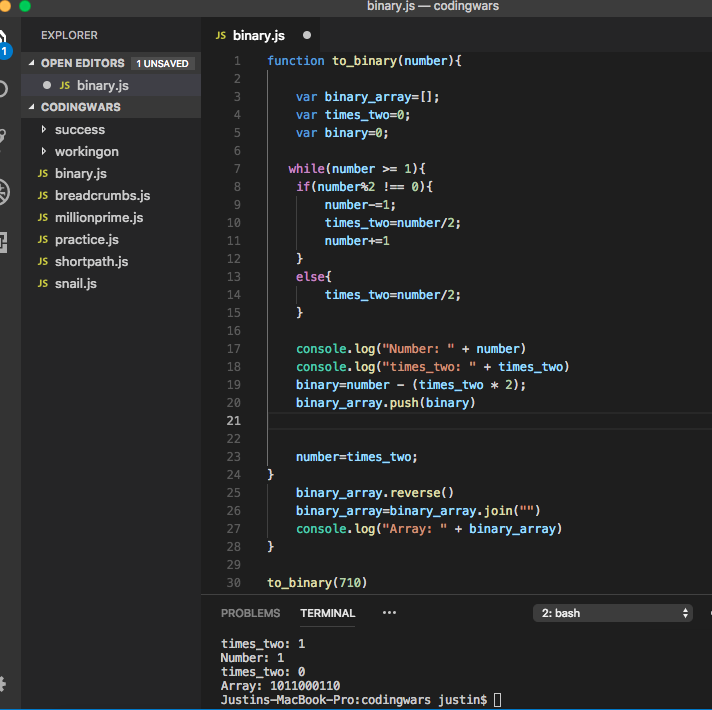 binary.js — codingwars
1
EXPLORER
OPEN EDITORS 1 UNSAVED
JS binary.js
CODINGWARS
success
workingon
JS binary.js
JS breadcrumbs.js
JS millionprime.js
JS practice.js
JS shortpath.js
JS snail.js
JS binary.js
1 function to_binary(number){
2
3 var binary_array=[];
4 var times_two=0;
5 var binary=0;
6
7 while(number >= 1){
8 if(number%2 !== 0){
9 number-=1;
10 times_two=number/2;
11 number+=1
12 }
13 else{
14 times_two=number/2;
15 }
16
17 console.log("Number: " + number)
18 console.log("times_two: " + times_two)
19 binary=number - (times_two * 2);
20 binary_array.push(binary)
21
22
23 number=times_two;
24 }
25 binary_array.reverse()
26 binary_array=binary_array.join("")
27 console.log("Array: " + binary_array)
28 }
29
30 to_binary(710)
PROBLEMS TERMINAL ••• 2: bash
times_two: 1
Number: 1
times_two: 0
Array: 1011000110
Justins-MacBook-Pro:codingwars justin$